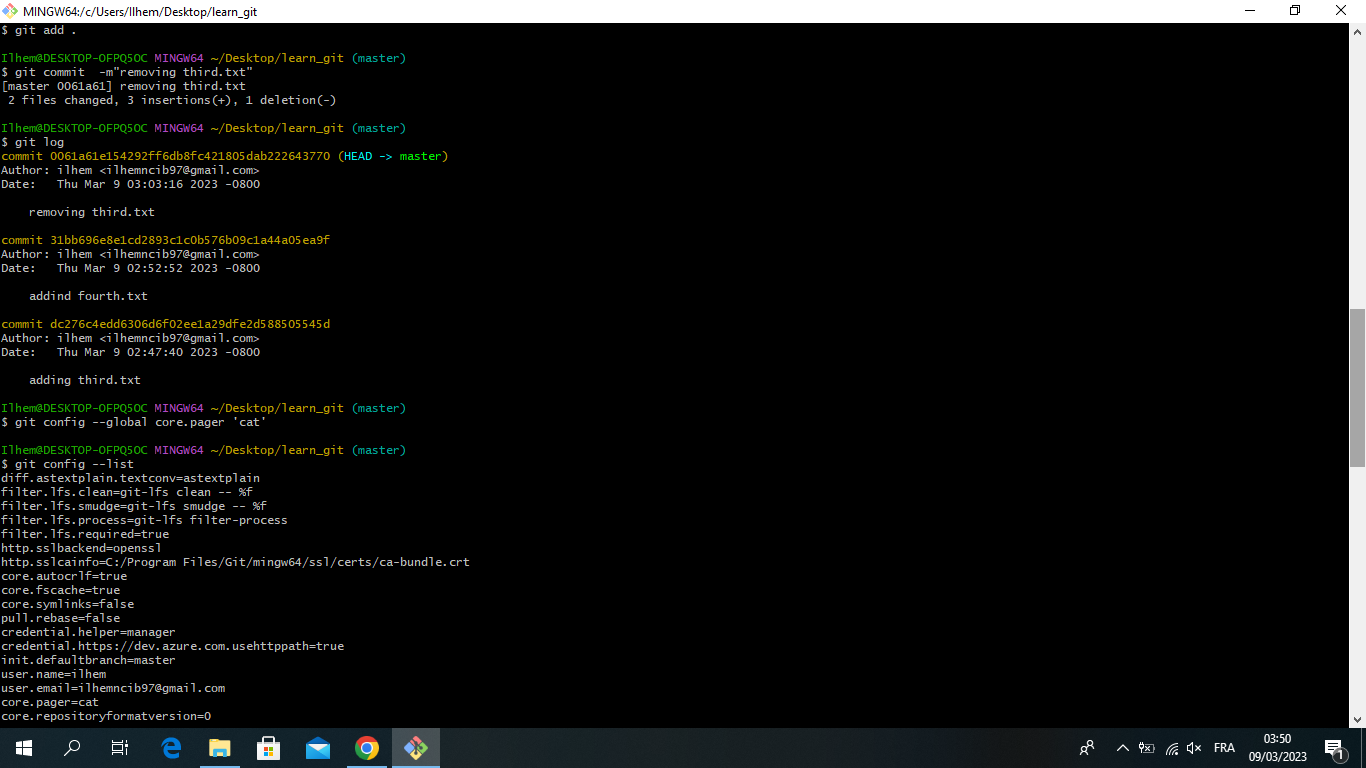 MINGW64:/c/Users/Ilhem/Desktop/learn_git
$ git add .
Ilhem@DESKTOP-OFPQ5OC MINGW64 ~/Desktop/learn_git (master)
$ git commit  -m"removing third.txt"
[master 0061a61] removing third.txt
 2 files changed, 3 insertions(+), 1 deletion(-)
Ilhem@DESKTOP-OFPQ5OC MINGW64 ~/Desktop/learn_git (master)
$ git log
commit 0061a61e154292ff6db8fc421805dab222643770 (HEAD -> master)
Author: ilhem <ilhemncib97@gmail.com>
Date:   Thu Mar 9 03:03:16 2023 -0800
    removing third.txt
commit 31bb696e8e1cd2893c1c0b576b09c1a44a05ea9f
Author: ilhem <ilhemncib97@gmail.com>
Date:   Thu Mar 9 02:52:52 2023 -0800
    addind fourth.txt
commit dc276c4edd6306d6f02ee1a29dfe2d588505545d
Author: ilhem <ilhemncib97@gmail.com>
Date:   Thu Mar 9 02:47:40 2023 -0800
    adding third.txt
Ilhem@DESKTOP-OFPQ5OC MINGW64 ~/Desktop/learn_git (master)
$ git config --global core.pager 'cat'
Ilhem@DESKTOP-OFPQ5OC MINGW64 ~/Desktop/learn_git (master)
$ git config --list
diff.astextplain.textconv=astextplain
filter.lfs.clean=git-lfs clean -- %f
filter.lfs.smudge=git-lfs smudge -- %f
filter.lfs.process=git-lfs filter-process
filter.lfs.required=true
http.sslbackend=openssl
http.sslcainfo=C:/Program Files/Git/mingw64/ssl/certs/ca-bundle.crt
core.autocrlf=true
core.fscache=true
core.symlinks=false
pull.rebase=false
credential.helper=manager
credential.https://dev.azure.com.usehttppath=true
init.defaultbranch=master
user.name=ilhem
user.email=ilhemncib97@gmail.com
core.pager=cat
core.repositoryformatversion=0
FRA
03:50
09/03/2023
1